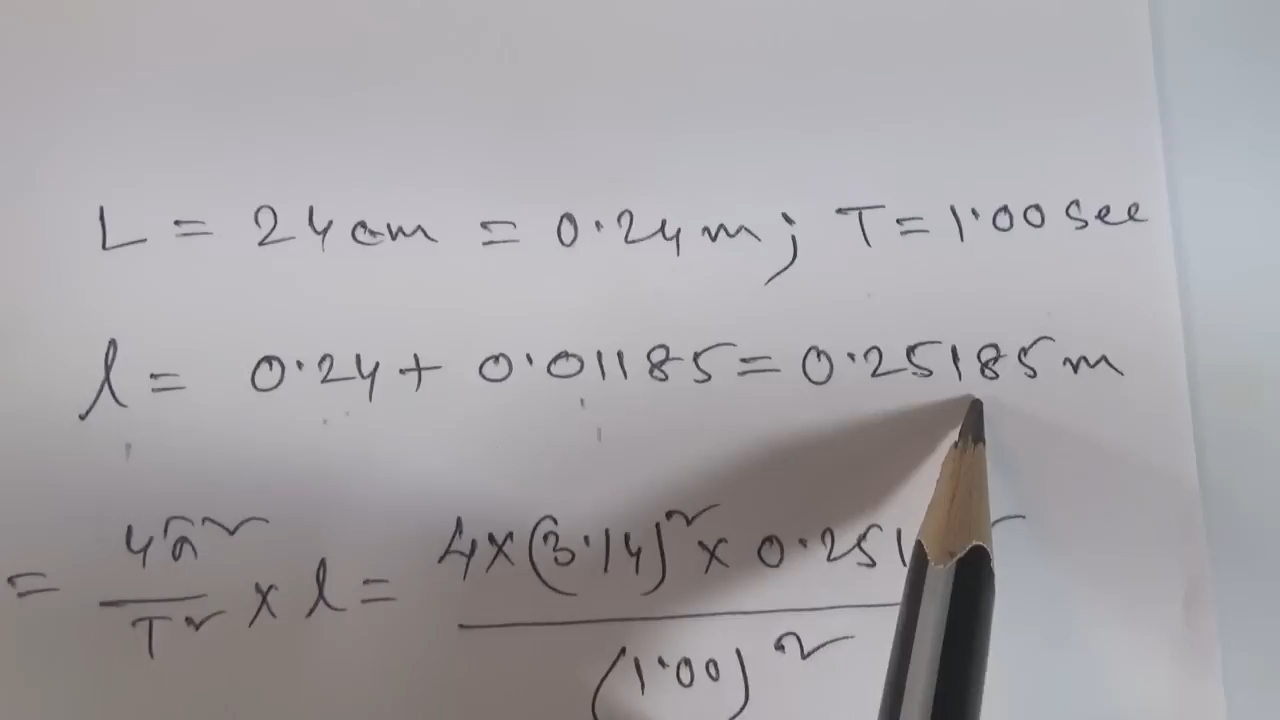 L = 24 cm = 0.24 m; T = 1.00 sec
l = 0.24 + 0.01185 = 0.25185 m
= 4π² / T² × l = 4×(3.14)² × 0.251
(1.00)²